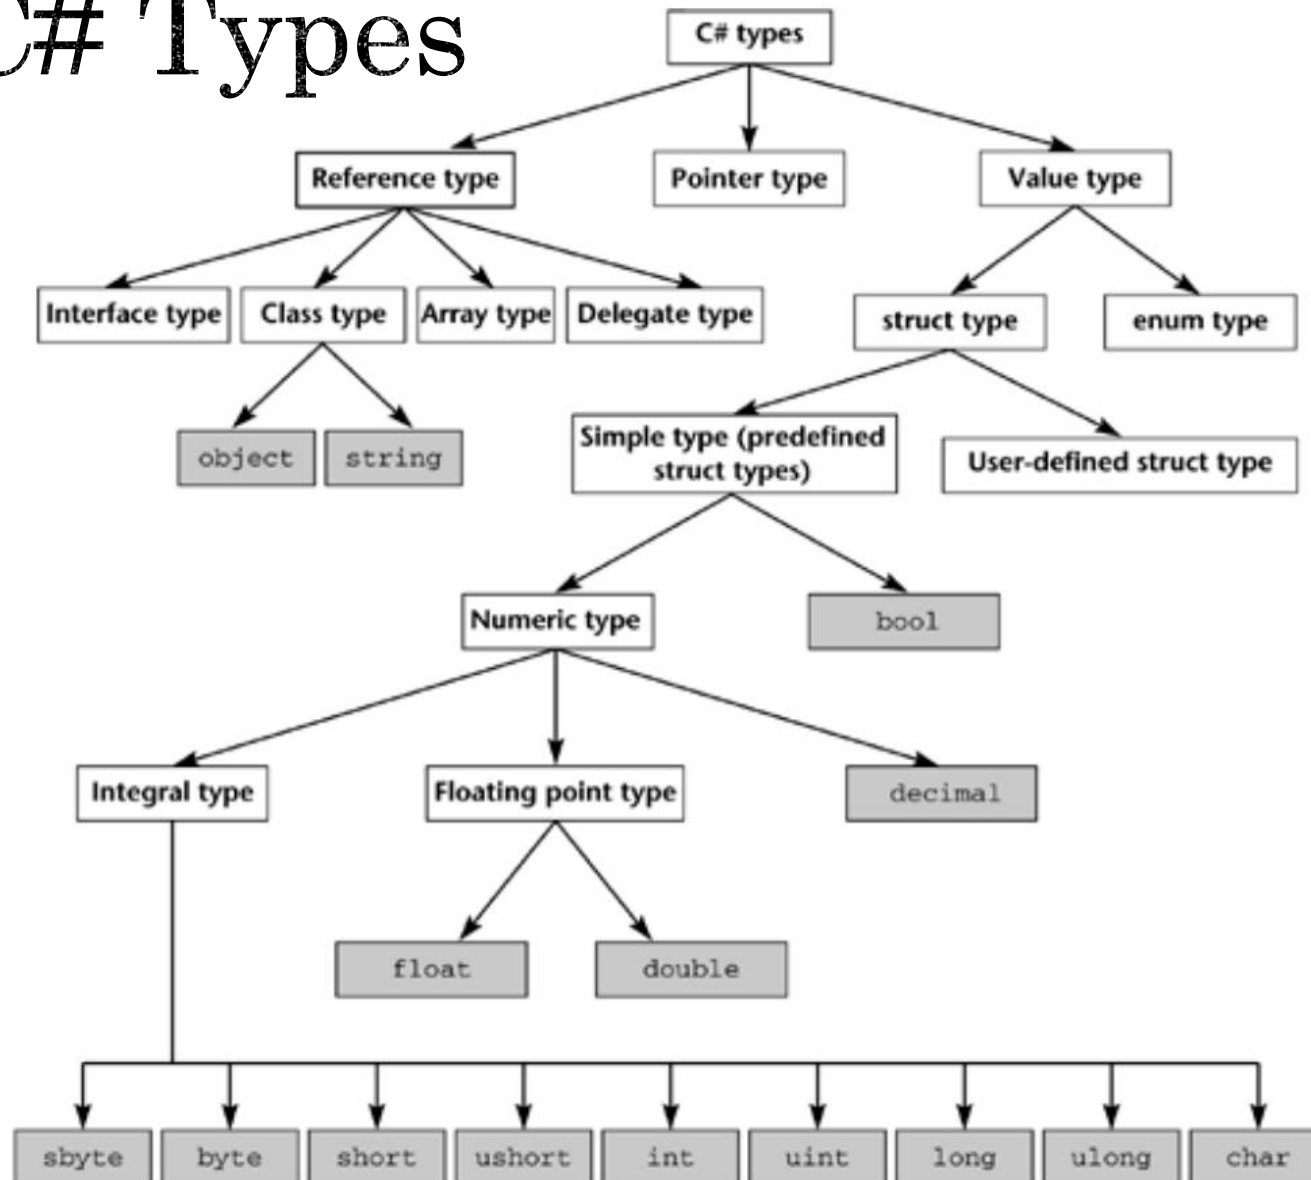 C# Types
C# types
Reference type
Pointer type
Value type
Interface type
Class type
Array type
Delegate type
struct type
enum type
object
string
Simple type (predefined
struct types)
User-defined struct type
Numeric type
bool
Integral type
Floating point type
decimal
float
double
sbyte
byte
short
ushort
int
uint
long
ulong
char